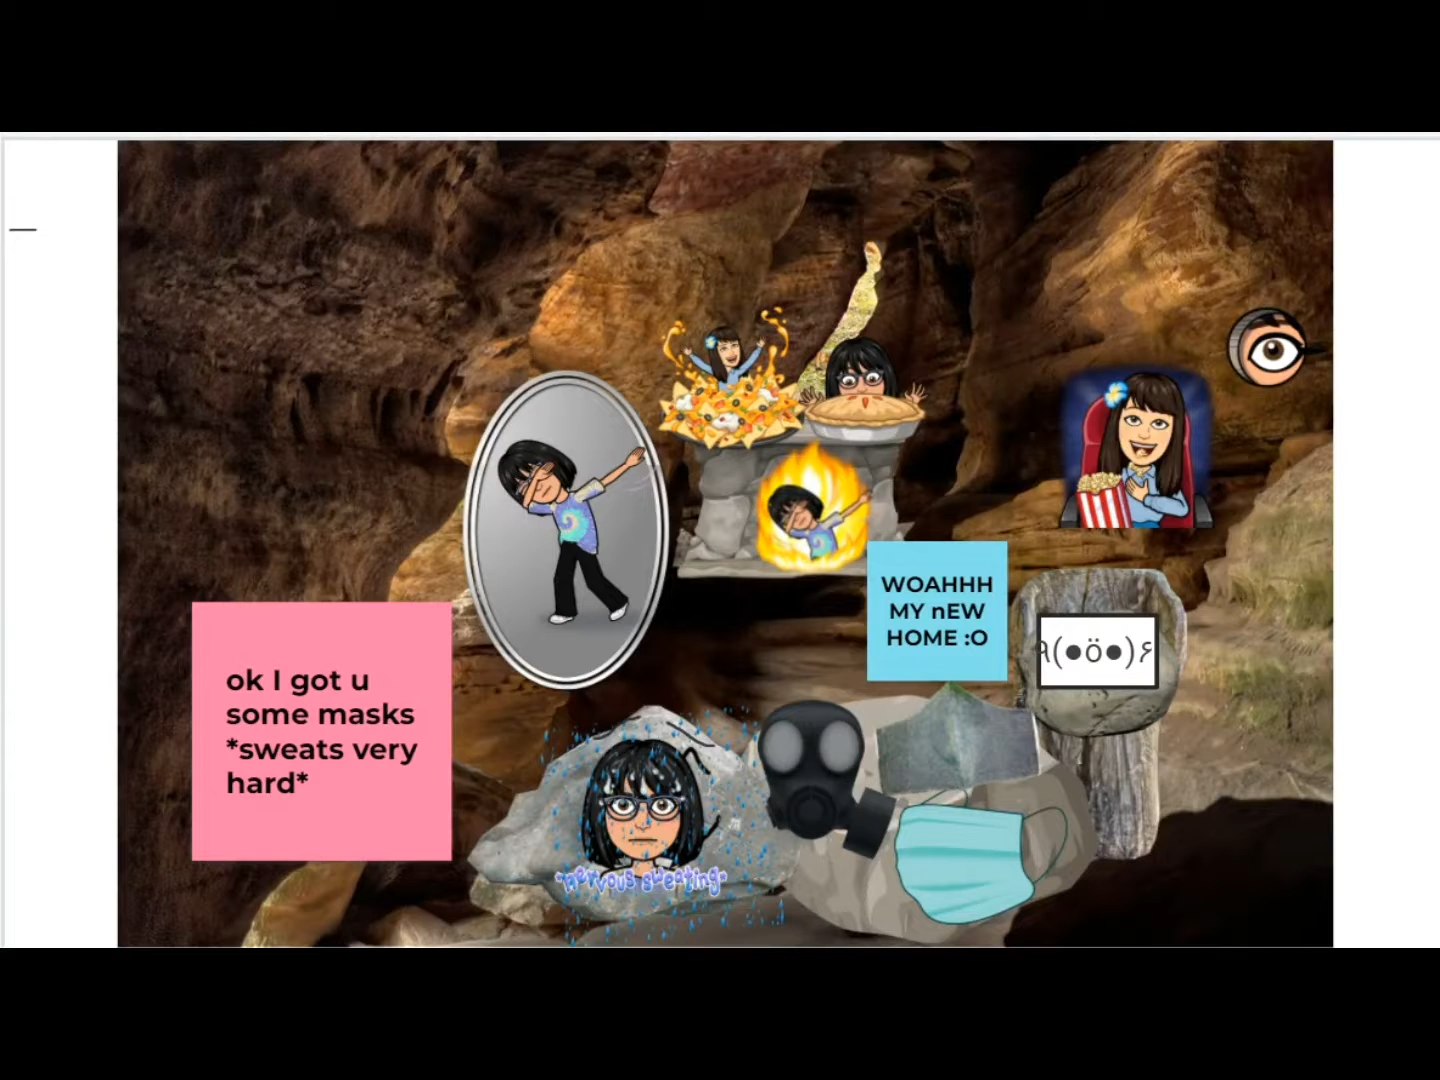 WOAHHH
MY nEW
HOME :O
٩(●ö●)۶
ok I got u
some masks
*sweats very
hard*
*nervous sweating*